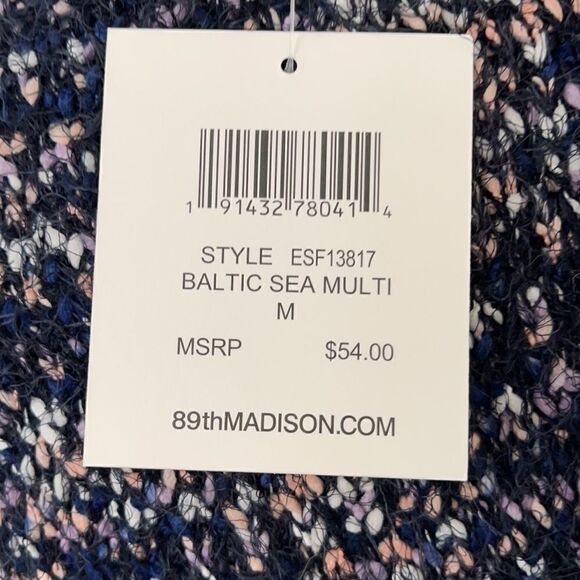 1 91432 78041 4
STYLE ESF13817
BALTIC SEA MULTI
M
MSRP $54.00
89thMADISON.COM